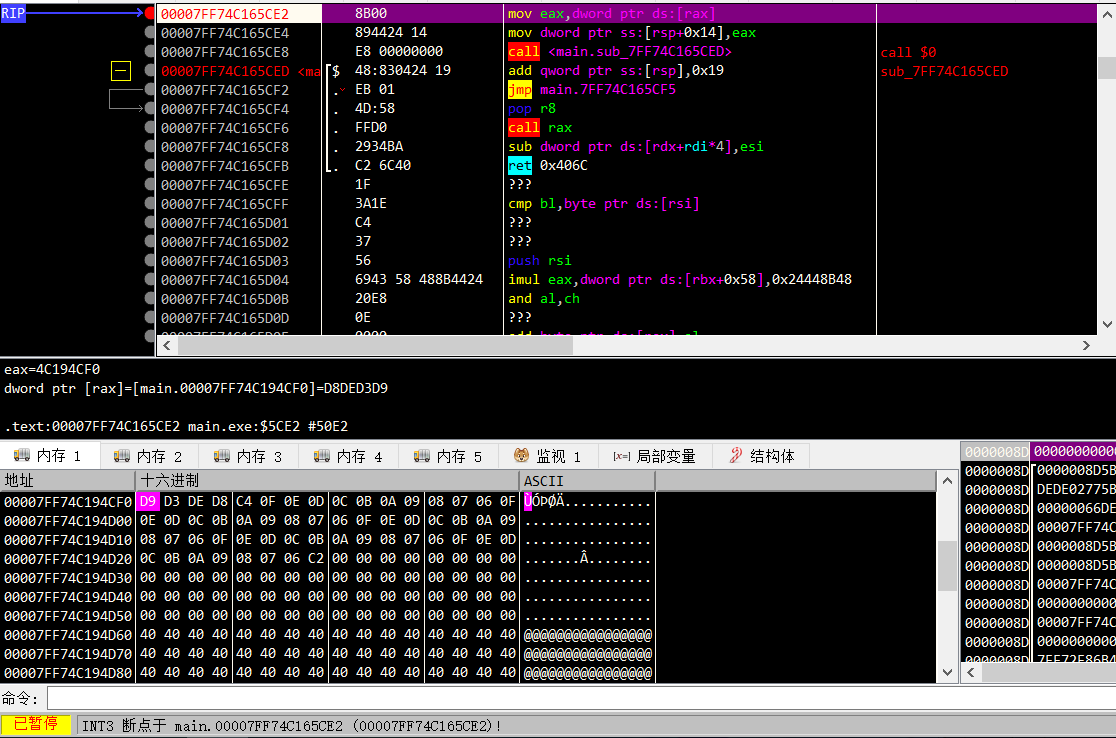 RIP
00007FF74C165CE2 8B00 mov eax,dword ptr ds:[rax]
00007FF74C165CE4 894424 14 mov dword ptr ss:[rsp+0x14],eax
00007FF74C165CE8 E8 00000000 call <main.sub_7FF74C165CED> call $0
00007FF74C165CED <ma $ 48:830424 19 add qword ptr ss:[rsp],0x19 sub_7FF74C165CED
00007FF74C165CF2 . EB 01 jmp main.7FF74C165CF5
00007FF74C165CF4 . 4D:58 pop r8
00007FF74C165CF6 . FFD0 call rax
00007FF74C165CF8 . 2934BA sub dword ptr ds:[rdx+rdi*4],esi
00007FF74C165CFB . C2 6C40 ret 0x406C
00007FF74C165CFE 1F ???
00007FF74C165CFF 3A1E cmp bl,byte ptr ds:[rsi]
00007FF74C165D01 C4 ???
00007FF74C165D02 37 ???
00007FF74C165D03 56 push rsi
00007FF74C165D04 6943 58 488B4424 imul eax,dword ptr ds:[rbx+0x58],0x24448B48
00007FF74C165D0B 20E8 and al,ch
00007FF74C165D0D 0E ???
eax=4C194CF0
dword ptr [rax]=[main.00007FF74C194CF0]=D8DED3D9
.text:00007FF74C165CE2 main.exe:$5CE2 #50E2
内存 1 内存 2 内存 3 内存 4 内存 5 监视 1 [x=] 局部变量 结构体
地址 十六进制 ASCII
00007FF74C194CF0 D9 D3 DE D8 C4 0F 0E 0D 0C 0B 0A 09 08 07 06 0F ÙÓÞØÄ...........
00007FF74C194D00 0E 0D 0C 0B 0A 09 08 07 06 0F 0E 0D 0C 0B 0A 09 ................
00007FF74C194D10 08 07 06 0F 0E 0D 0C 0B 0A 09 08 07 06 0F 0E 0D ................
00007FF74C194D20 0C 0B 0A 09 08 07 06 C2 00 00 00 00 00 00 00 00 .......Â........
00007FF74C194D30 00 00 00 00 00 00 00 00 00 00 00 00 00 00 00 00 ................
00007FF74C194D40 00 00 00 00 00 00 00 00 00 00 00 00 00 00 00 00 ................
00007FF74C194D50 00 00 00 00 00 00 00 00 00 00 00 00 00 00 00 00 ................
00007FF74C194D60 40 40 40 40 40 40 40 40 40 40 40 40 40 40 40 40 @@@@@@@@@@@@@@@@
00007FF74C194D70 40 40 40 40 40 40 40 40 40 40 40 40 40 40 40 40 @@@@@@@@@@@@@@@@
00007FF74C194D80 40 40 40 40 40 40 40 40 40 40 40 40 40 40 40 40 @@@@@@@@@@@@@@@@
0000008D 0000000000
0000008D 0000008D5B
0000008D DEDE02775B
0000008D 00000066DE
0000008D 00007FF74C
0000008D 0000008D5B
0000008D 0000008D5B
0000008D 00007FF74C
0000008D 0000000000
0000008D 00007FF74C
0000008D 0000000000
命令：
已暂停 INT3 断点于 main.00007FF74C165CE2 (00007FF74C165CE2)!